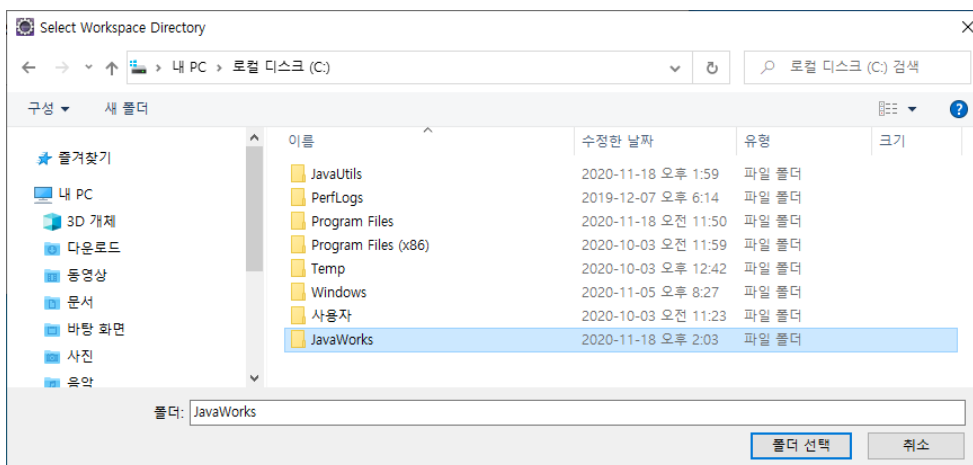 Select Workspace Directory
내 PC > 로컬 디스크 (C:)
로컬 디스크 (C:) 검색
구성
새 폴더
이름
수정한 날짜
유형
크기
즐겨찾기
내 PC
3D 개체
다운로드
동영상
문서
바탕 화면
사진
음악
JavaUtils 2020-11-18 오후 1:59 파일 폴더
PerfLogs 2019-12-07 오후 6:14 파일 폴더
Program Files 2020-11-18 오전 11:50 파일 폴더
Program Files (x86) 2020-10-03 오전 11:59 파일 폴더
Temp 2020-10-03 오후 12:42 파일 폴더
Windows 2020-11-05 오후 8:27 파일 폴더
사용자 2020-10-03 오전 11:23 파일 폴더
JavaWorks 2020-11-18 오후 2:03 파일 폴더
폴더: JavaWorks
폴더 선택
취소